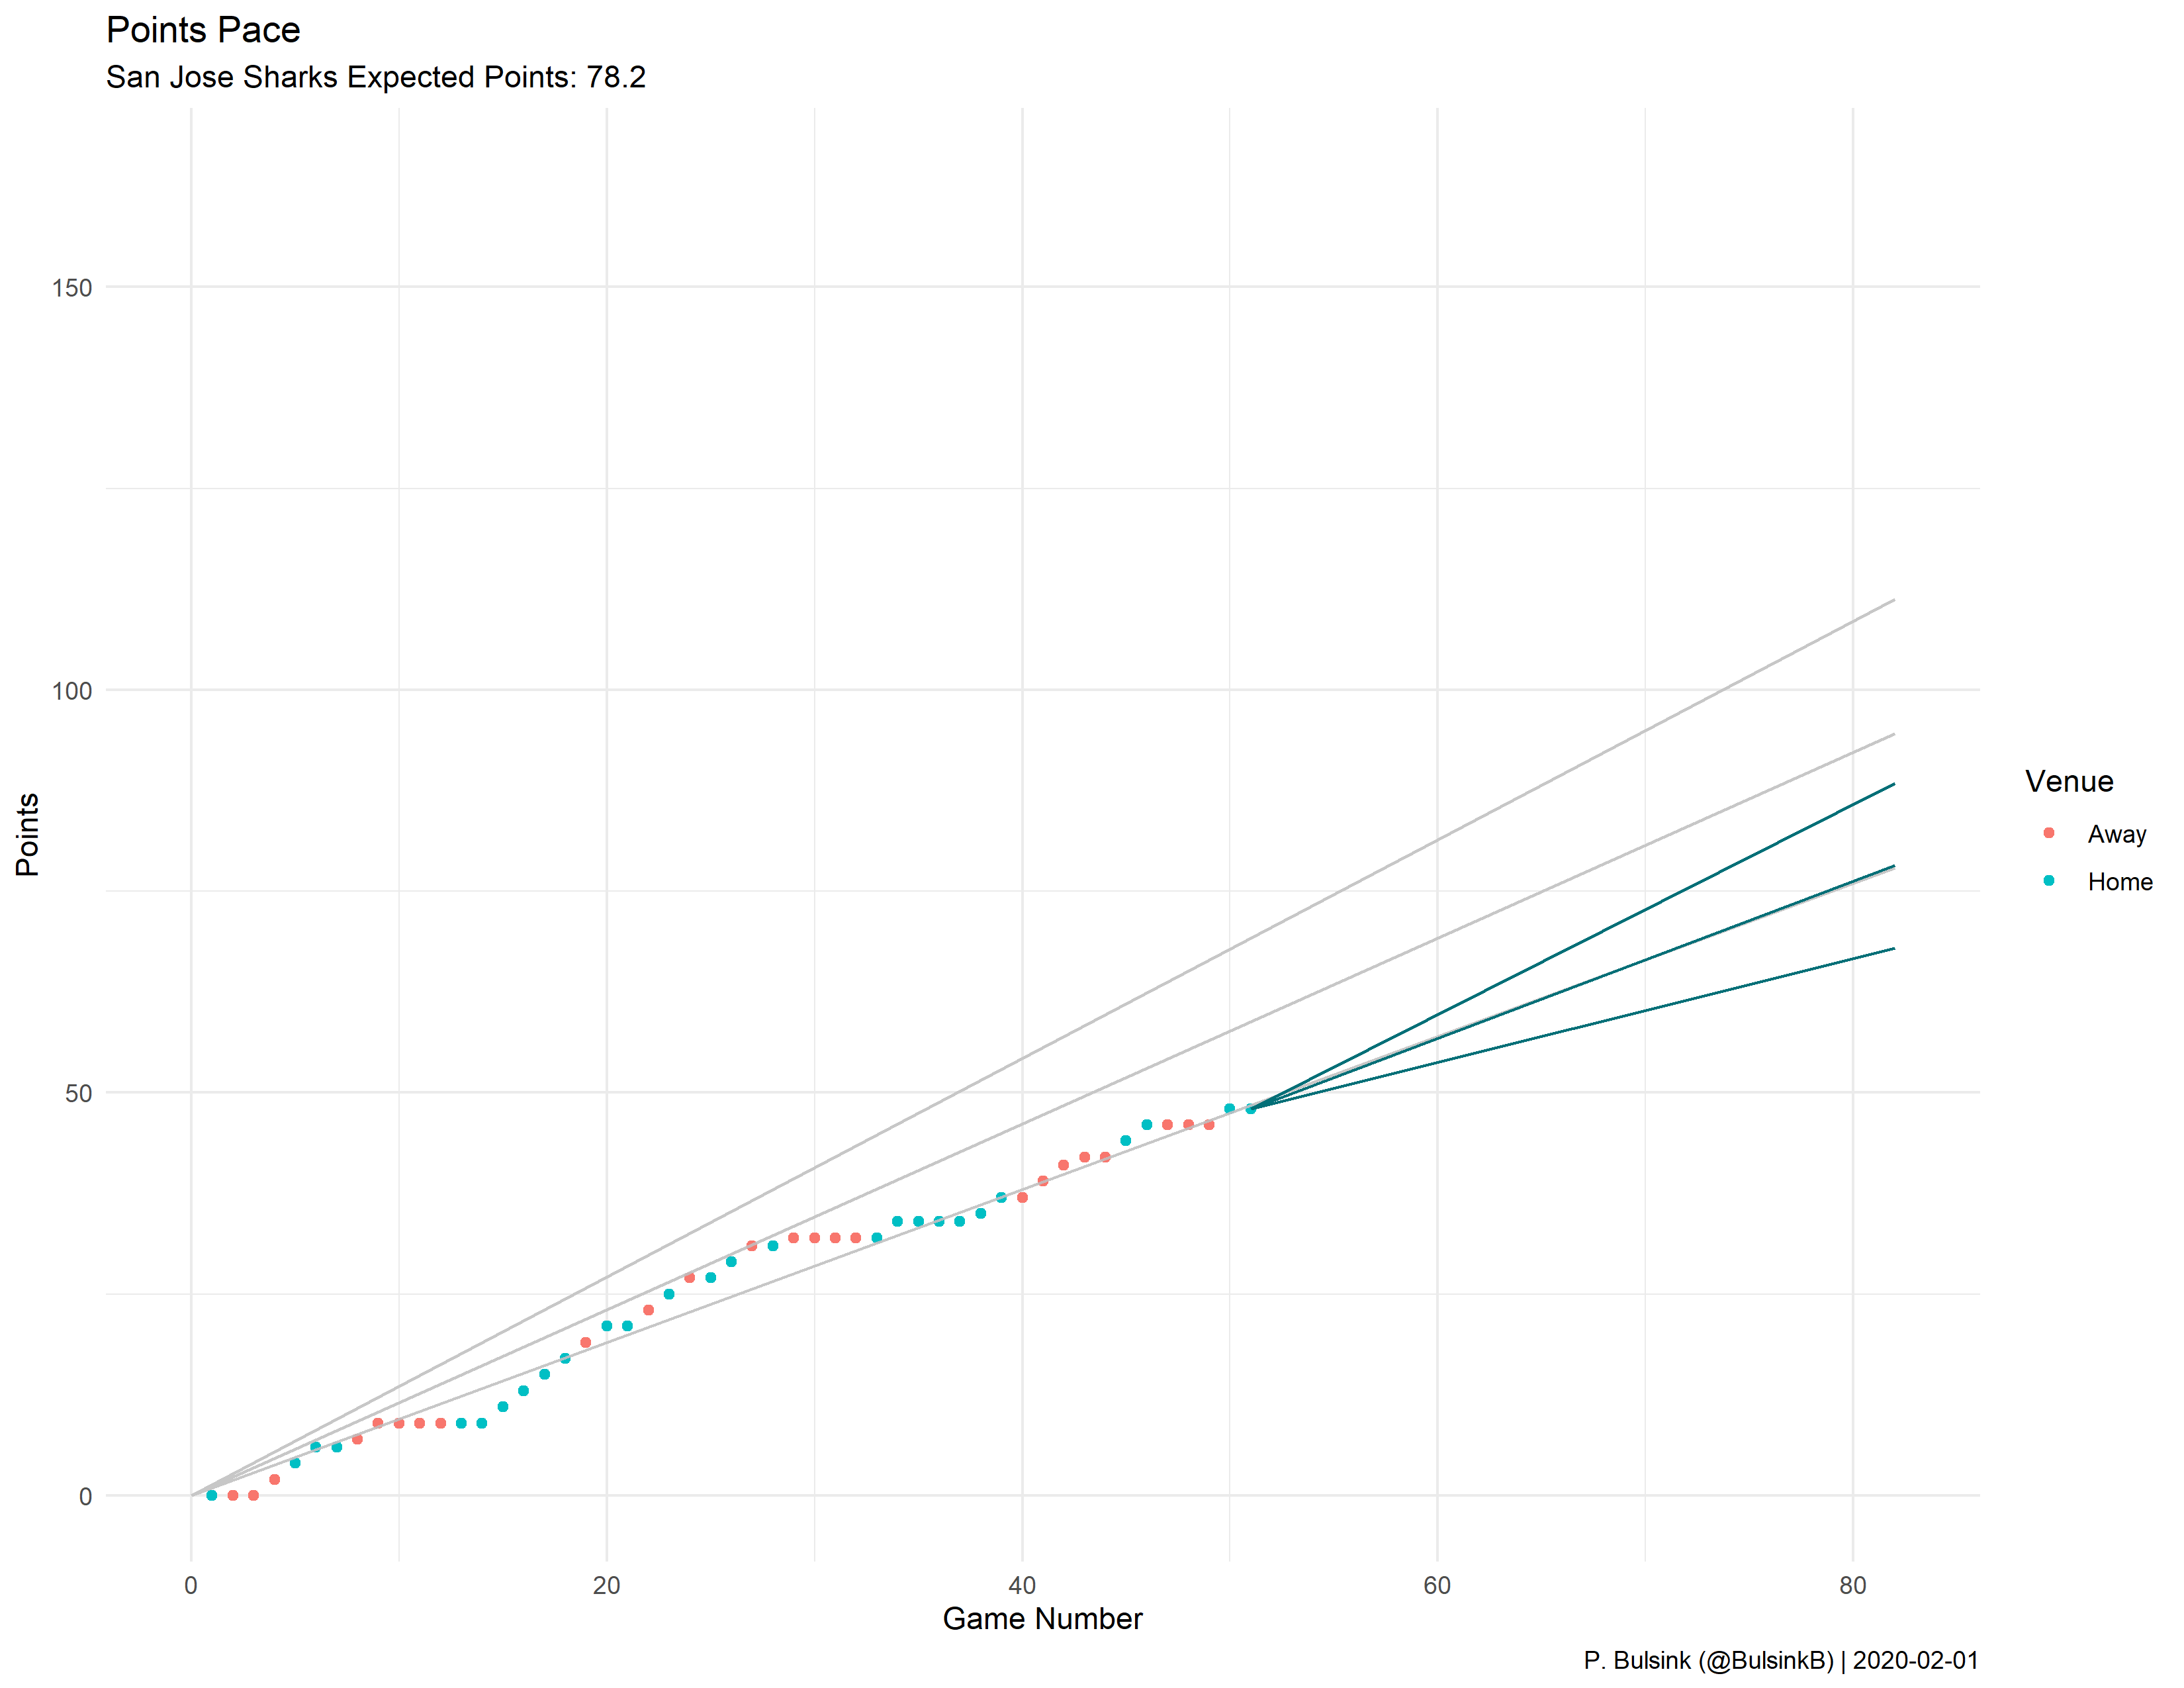 Points Pace
San Jose Sharks Expected Points: 78.2
150
100
50
0
Points
0 20 40 60 80
Game Number
Venue
Away
Home
P. Bulsink (@BulsinkB) | 2020-02-01